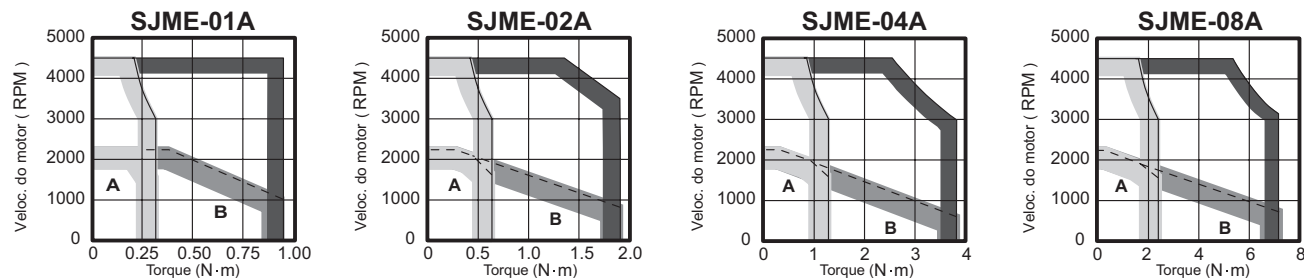 SJME-01A
Veloc. do motor ( RPM )
5000
4000
3000
2000
1000
0
A
B
0 0.25 0.50 0.75 1.00
Torque (N·m)
SJME-02A
Veloc. do motor ( RPM )
5000
4000
3000
2000
1000
0
A
B
0 0.5 1.0 1.5 2.0
Torque (N·m)
SJME-04A
Veloc. do motor ( RPM )
5000
4000
3000
2000
1000
0
A
B
0 1 2 3 4
Torque (N·m)
SJME-08A
Veloc. do motor ( RPM )
5000
4000
3000
2000
1000
0
A
B
0 2 4 6 8
Torque (N·m)